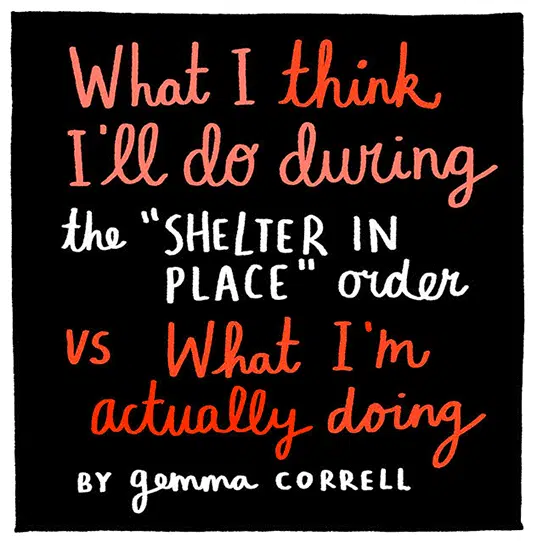 What I think
I'll do during
the "SHELTER IN
PLACE" order
VS What I'm
actually doing
BY gemma CORRELL